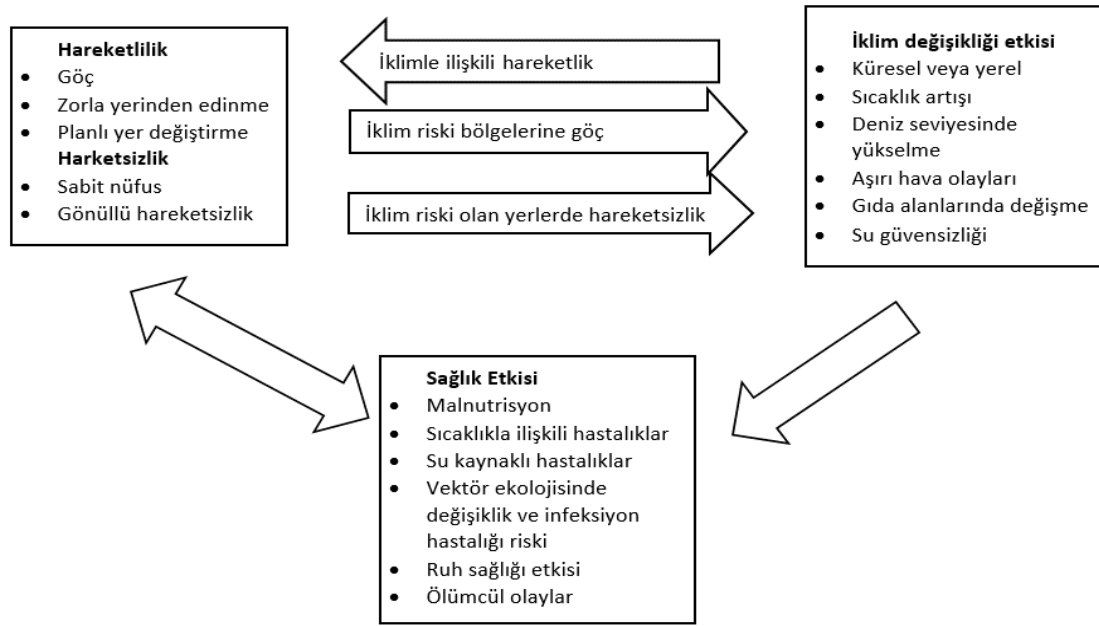 Hareketlilik
• Göç
• Zorla yerinden edinme
• Planlı yer değiştirme
Harketsizlik
• Sabit nüfus
• Gönüllü hareketsizlik
İklimle ilişkili hareketlik
İklim riski bölgelerine göç
İklim riski olan yerlerde hareketsizlik
İklim değişikliği etkisi
• Küresel veya yerel
• Sıcaklık artışı
• Deniz seviyesinde
yükselme
• Aşırı hava olayları
• Gıda alanlarında değişme
• Su güvensizliği
Sağlık Etkisi
• Malnutrisyon
• Sıcaklıkla ilişkili hastalıklar
• Su kaynaklı hastalıklar
• Vektör ekolojisinde
değişiklik ve infeksiyon
hastalığı riski
• Ruh sağlığı etkisi
• Ölümcül olaylar